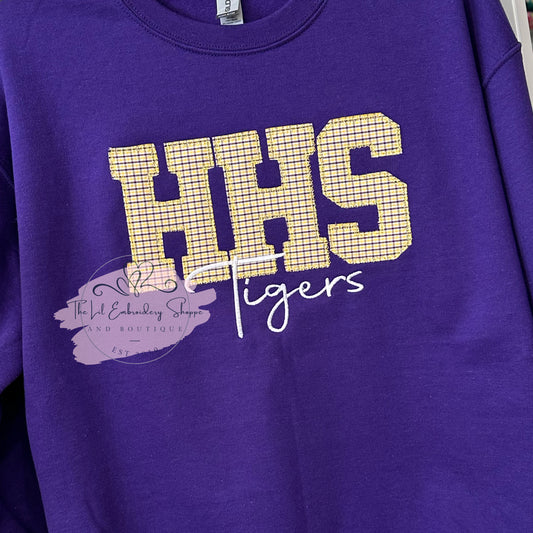 HHS
Tigers
The Lil Embroidery Shoppe
AND BOUTIQUE